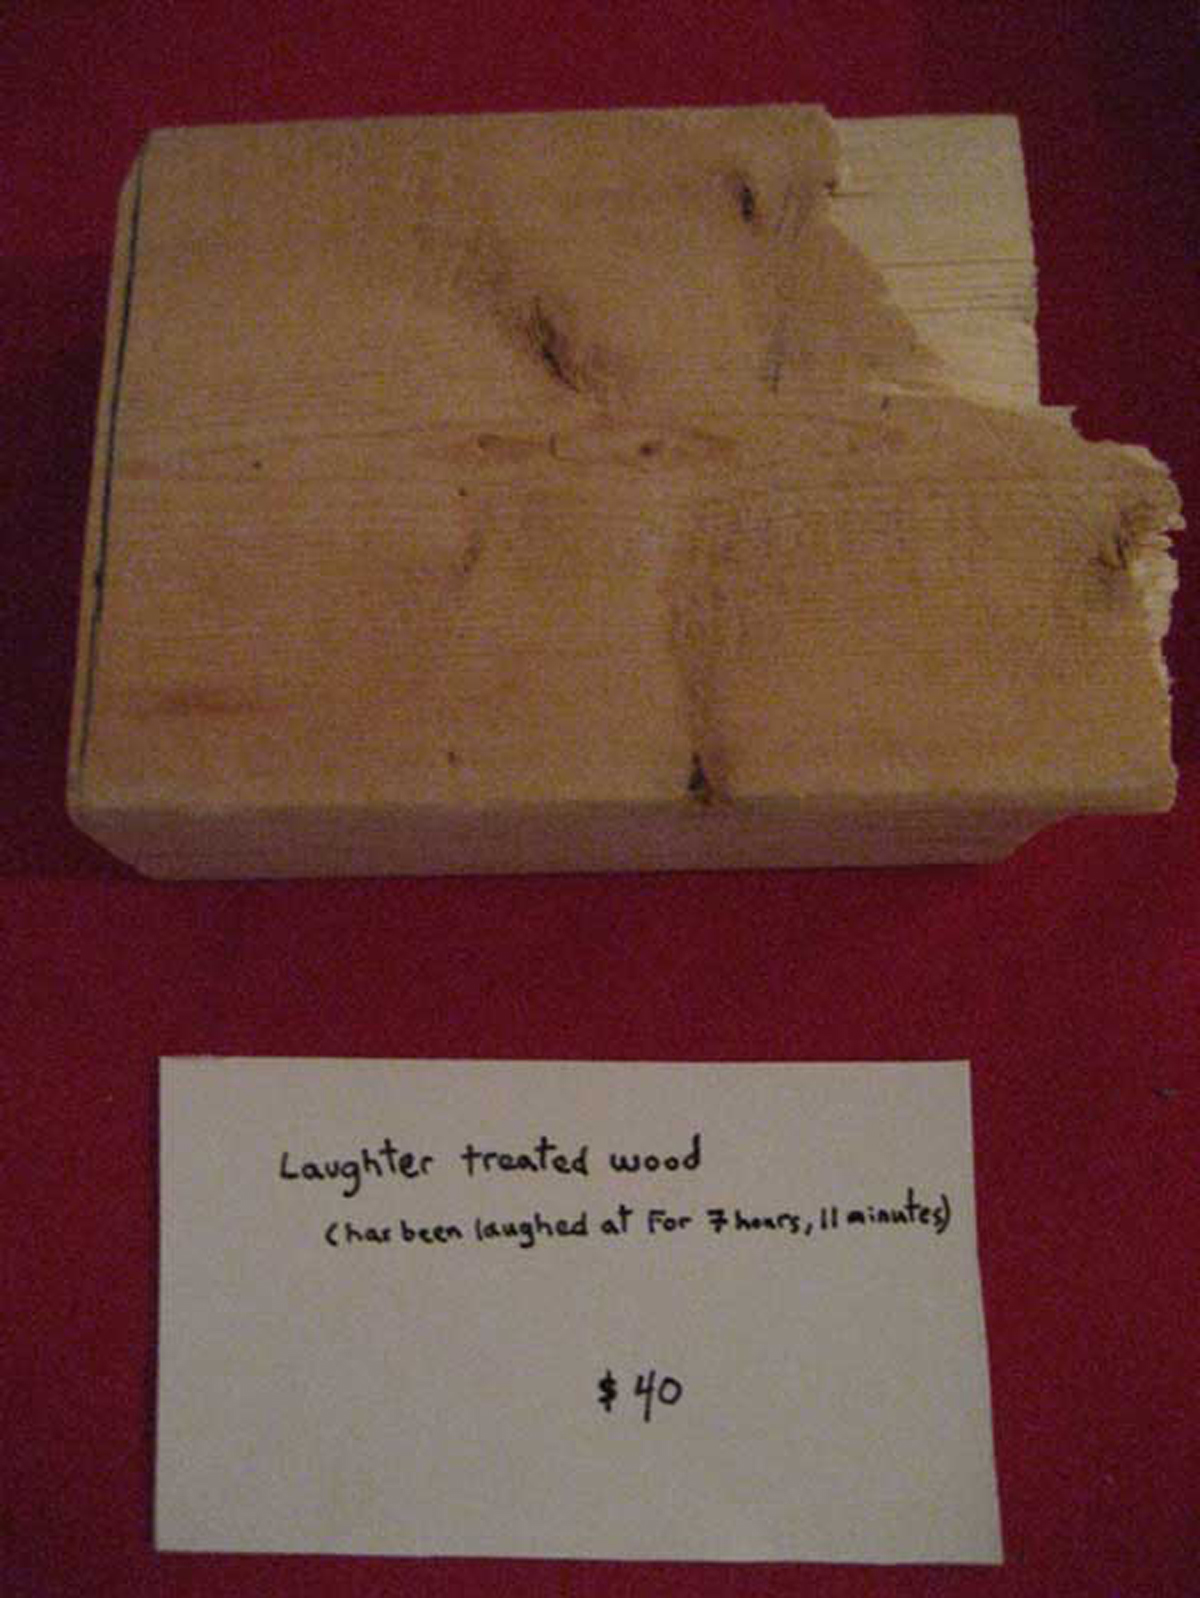 Laughter treated wood
(has been laughed at For 7 hours, 11 minutes)
$40